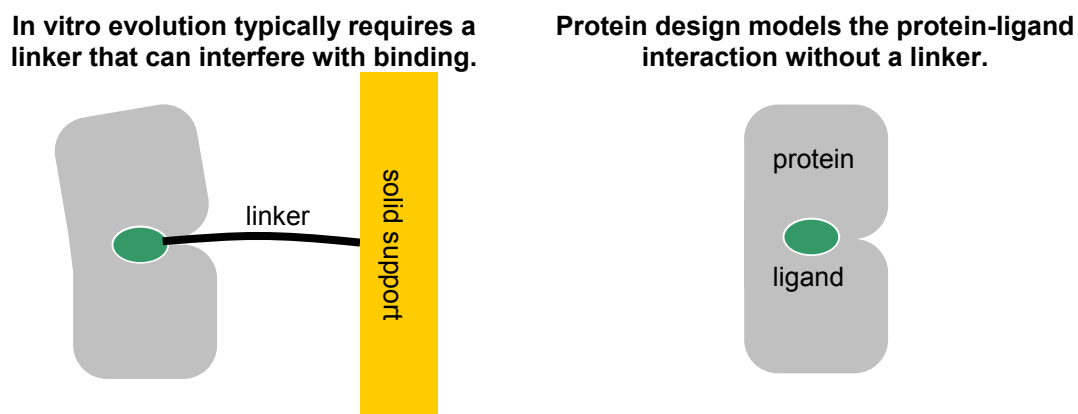 In vitro evolution typically requires a
linker that can interfere with binding.
linker
solid support
Protein design models the protein-ligand
interaction without a linker.
protein
ligand